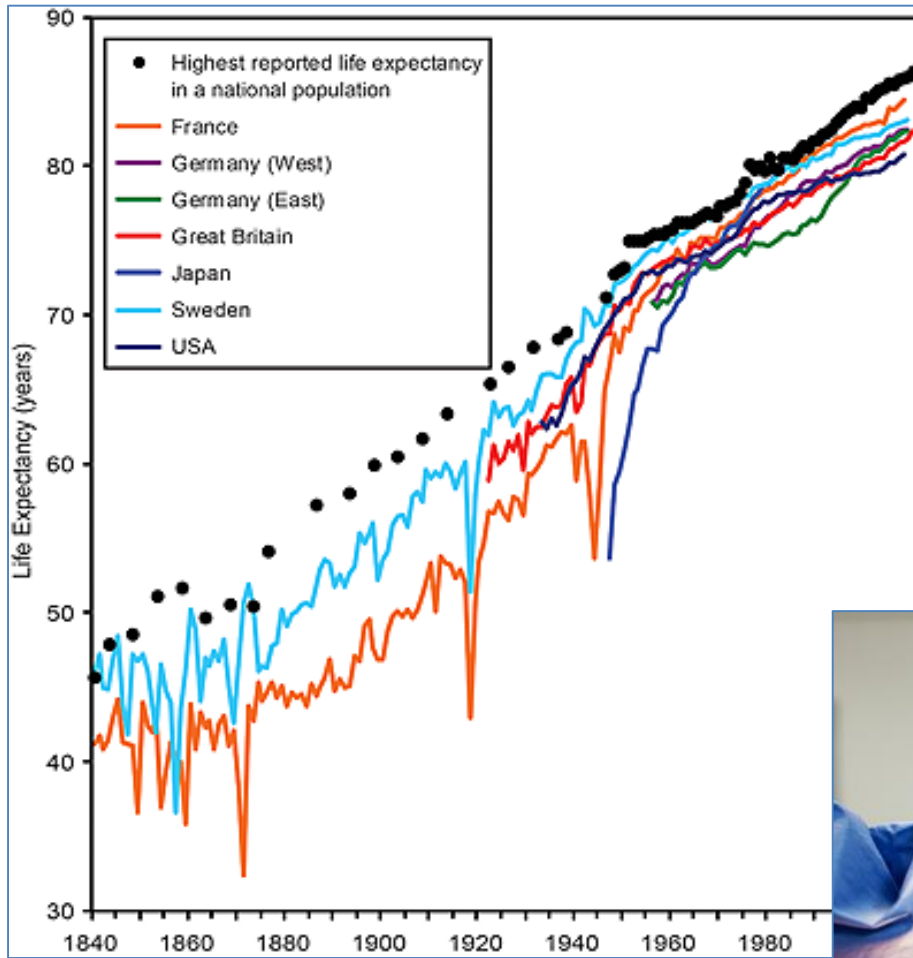 90
80
70
60
50
40
30
Life Expectancy (years)
Highest reported life expectancy
in a national population
France
Germany (West)
Germany (East)
Great Britain
Japan
Sweden
USA
1840 1860 1880 1900 1920 1940 1960 1980